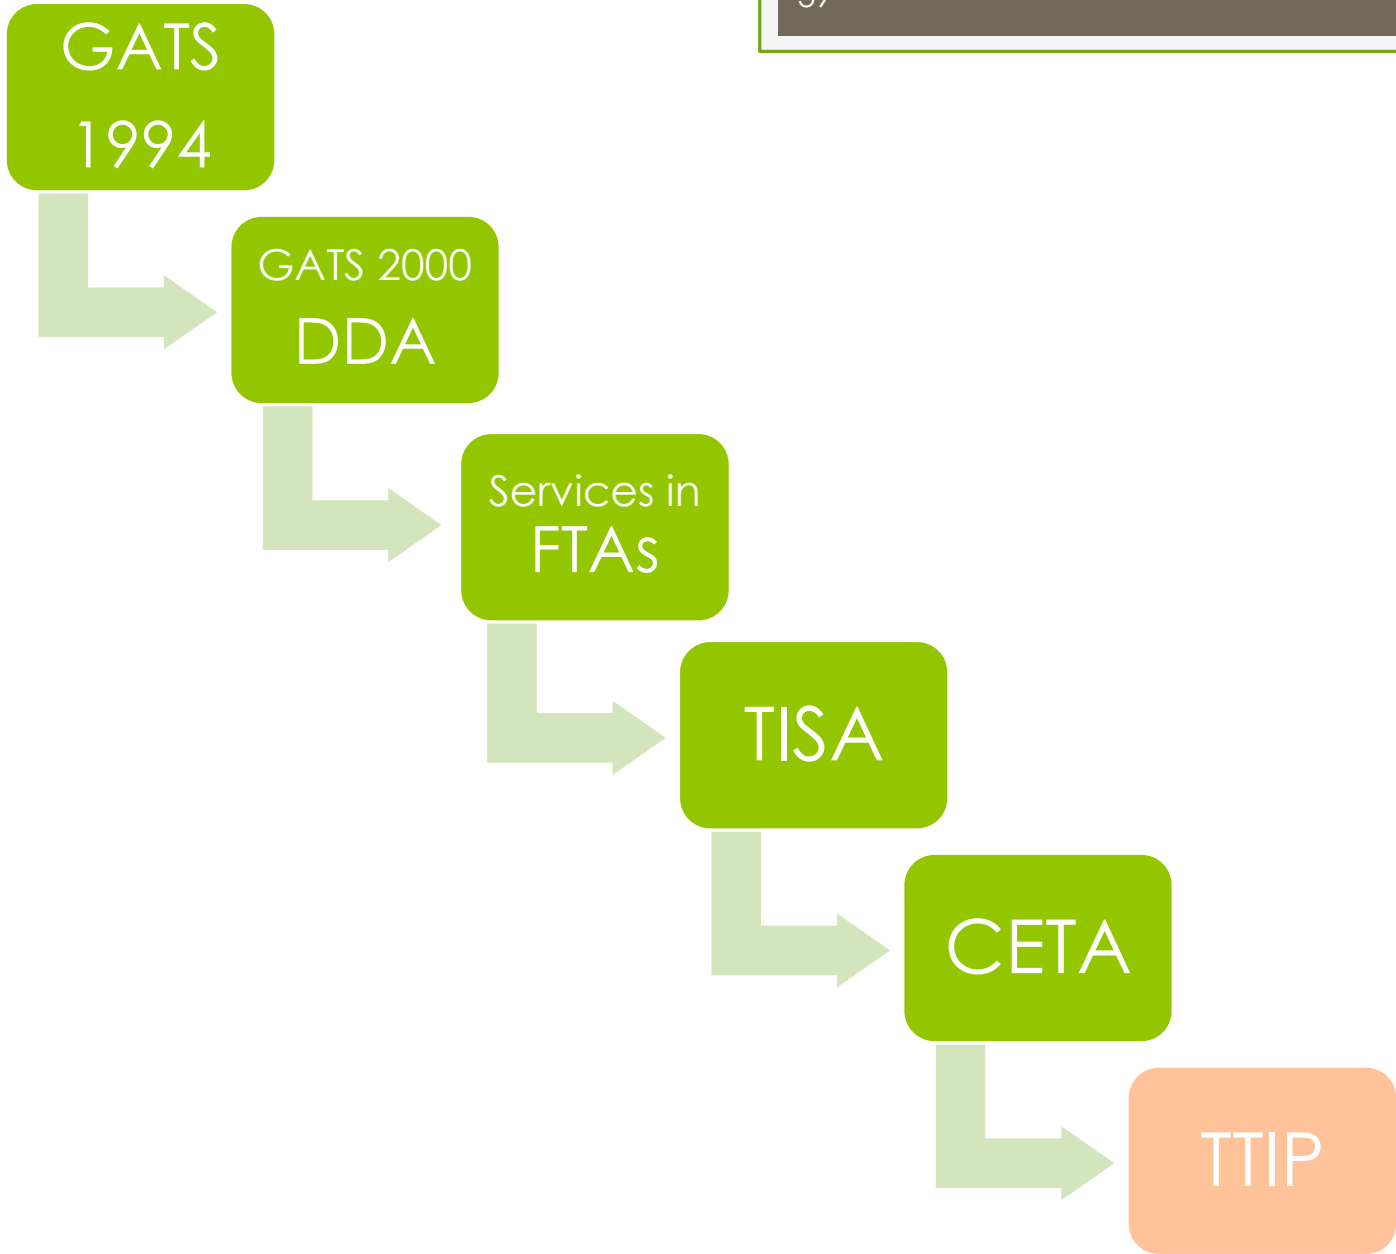 GATS
1994
GATS 2000
DDA
Services in
FTAs
TISA
CETA
TTIP